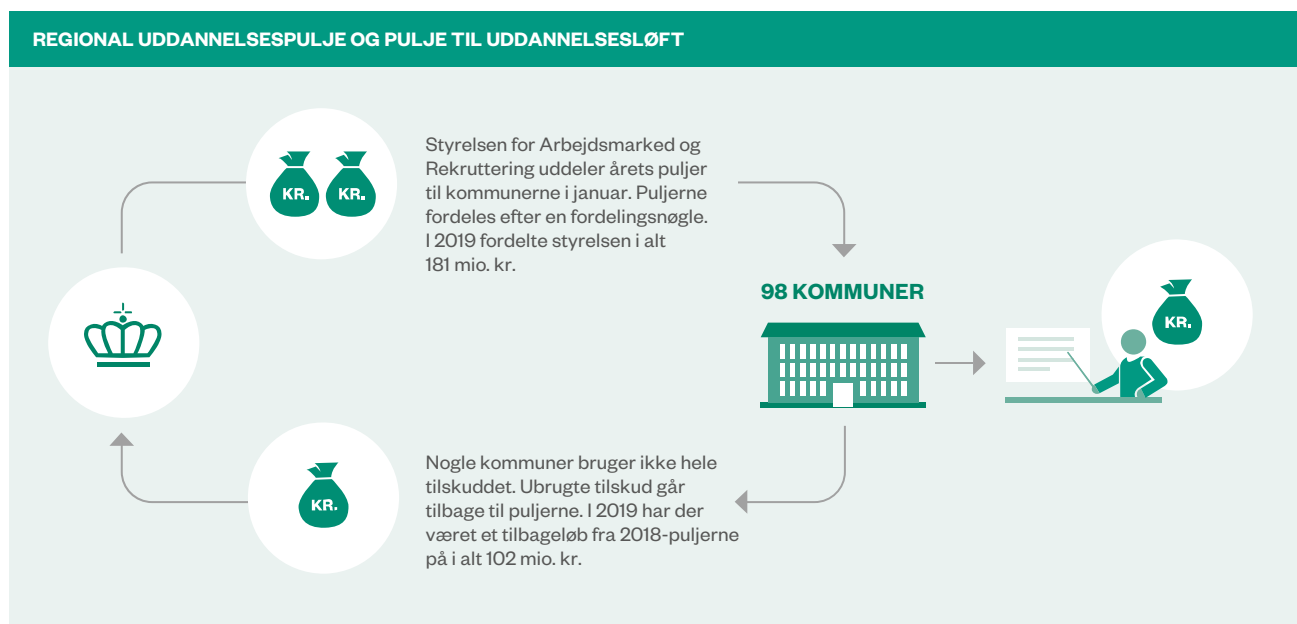 REGIONAL UDDANNELSESPULJE OG PULJE TIL UDDANNELSESLØFT
KR.
KR.
Styrelsen for Arbejdsmarked og
Rekruttering uddeler årets puljer
til kommunerne i januar. Puljerne
fordeles efter en fordelingsnøgle.
I 2019 fordelte styrelsen i alt
181 mio. kr.
98 KOMMUNER
KR.
KR.
Nogle kommuner bruger ikke hele
tilskuddet. Ubrugte tilskud går
tilbage til puljerne. I 2019 har der
været et tilbageløb fra 2018-puljerne
på i alt 102 mio. kr.